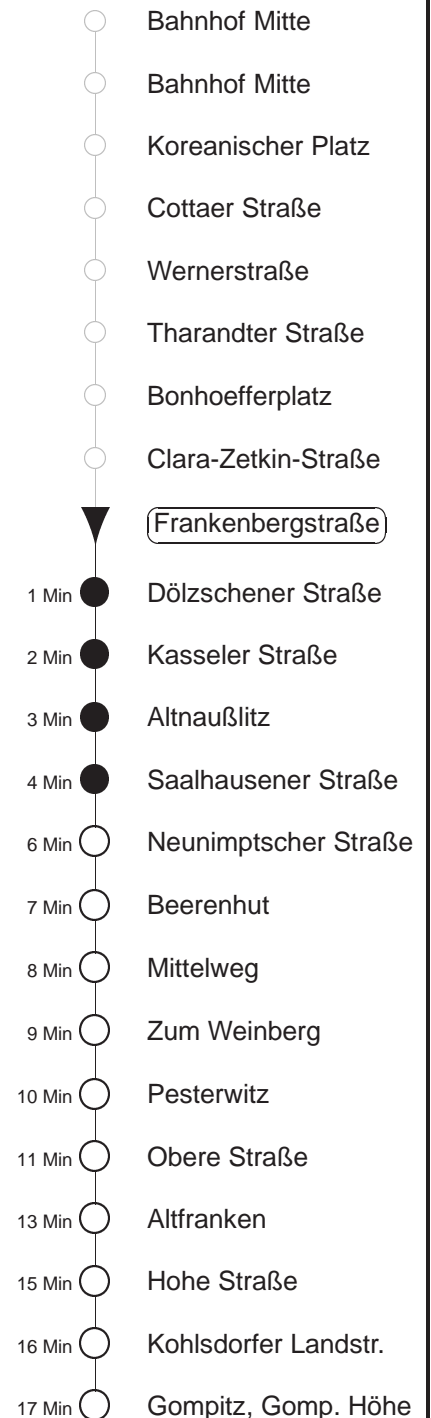 Bahnhof Mitte
Bahnhof Mitte
Koreanischer Platz
Cottaer Straße
Wernerstraße
Tharandter Straße
Bonhoefferplatz
Clara-Zetkin-Straße
Frankenbergstraße
1 Min Dölzschener Straße
2 Min Kasseler Straße
3 Min Altnaußlitz
4 Min Saalhausener Straße
6 Min Neunimptscher Straße
7 Min Beerenhut
8 Min Mittelweg
9 Min Zum Weinberg
10 Min Pesterwitz
11 Min Obere Straße
13 Min Altfranken
15 Min Hohe Straße
16 Min Kohlsdorfer Landstr.
17 Min Gompitz, Gomp. Höhe